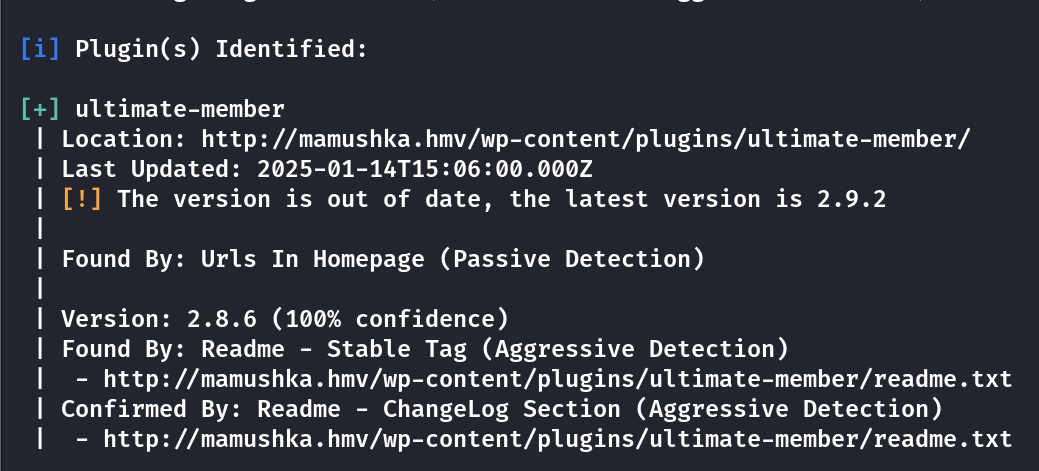 [i] Plugin(s) Identified:
[+] ultimate-member
| Location: http://mamushka.hmv/wp-content/plugins/ultimate-member/
| Last Updated: 2025-01-14T15:06:00.000Z
| [!] The version is out of date, the latest version is 2.9.2
|
| Found By: Urls In Homepage (Passive Detection)
|
| Version: 2.8.6 (100% confidence)
| Found By: Readme - Stable Tag (Aggressive Detection)
|  - http://mamushka.hmv/wp-content/plugins/ultimate-member/readme.txt
| Confirmed By: Readme - ChangeLog Section (Aggressive Detection)
|  - http://mamushka.hmv/wp-content/plugins/ultimate-member/readme.txt